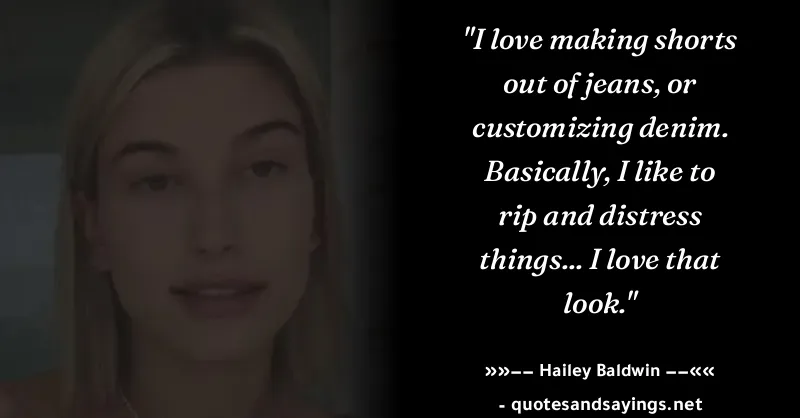 "I love making shorts
out of jeans, or
customizing denim.
Basically, I like to
rip and distress
things... I love that
look."
»»−− Hailey Baldwin −−««
- quotesandsayings.net